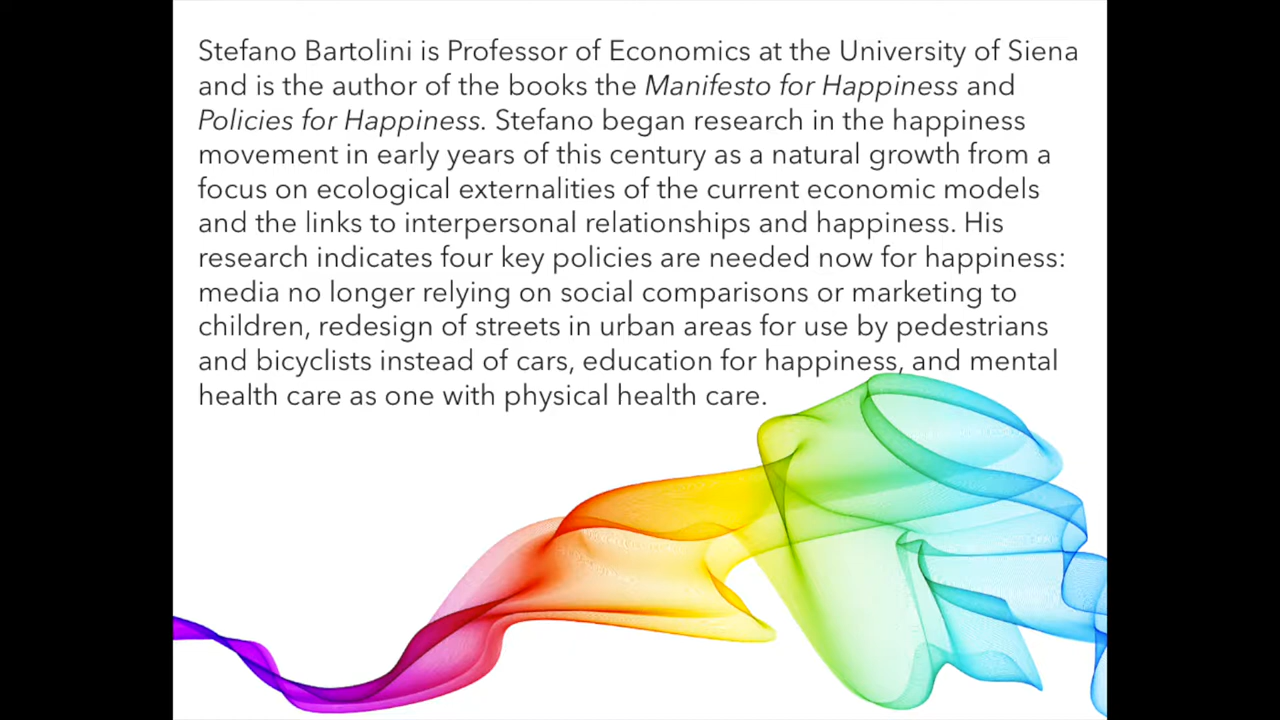 Stefano Bartolini is Professor of Economics at the University of Siena
and is the author of the books the Manifesto for Happiness and
Policies for Happiness. Stefano began research in the happiness
movement in early years of this century as a natural growth from a
focus on ecological externalities of the current economic models
and the links to interpersonal relationships and happiness. His
research indicates four key policies are needed now for happiness:
media no longer relying on social comparisons or marketing to
children, redesign of streets in urban areas for use by pedestrians
and bicyclists instead of cars, education for happiness, and mental
health care as one with physical health care.